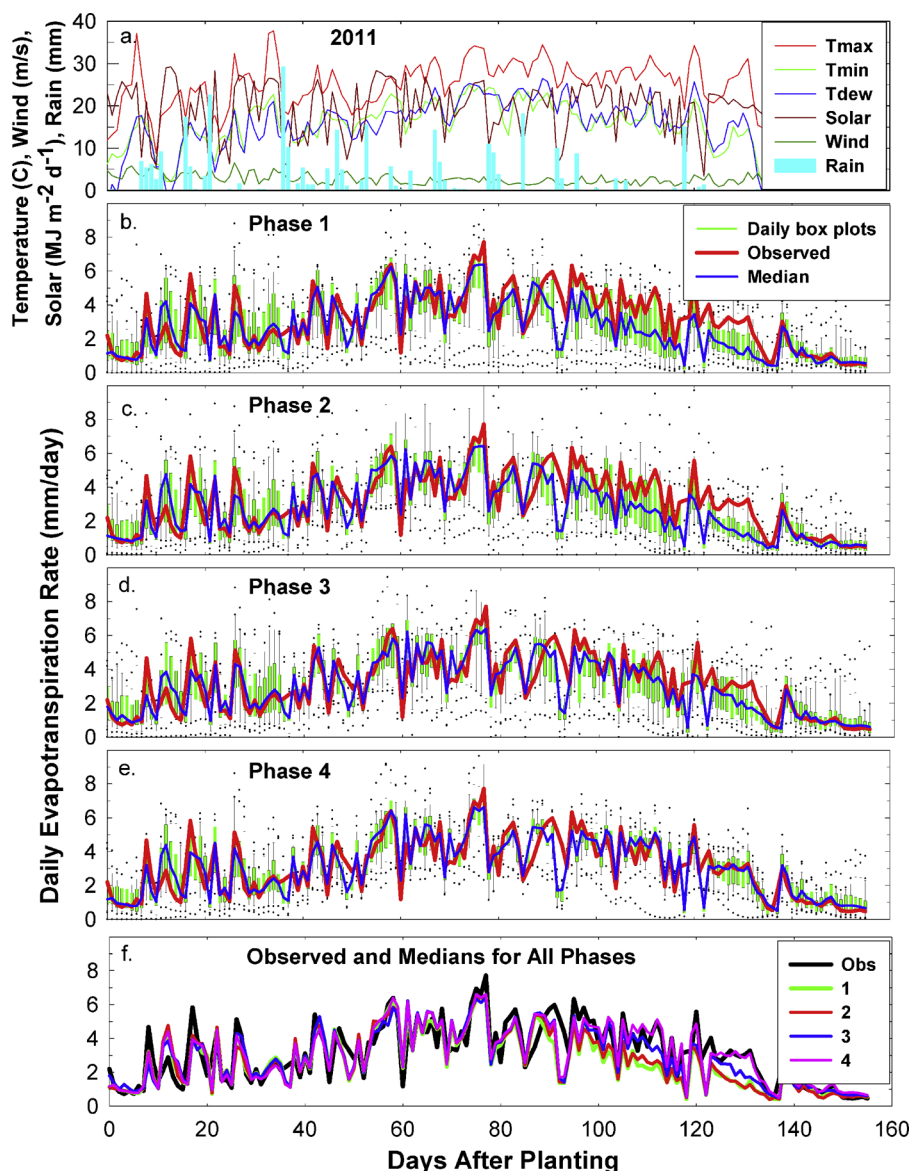 Temperature (C), Wind (m/s),
Solar (MJ m⁻² d⁻¹), Rain (mm)
40
30
20
10
0
a.
2011
Tmax
Tmin
Tdew
Solar
Wind
Rain
Daily Evapotranspiration Rate (mm/day)
8
6
4
2
0
b.
Phase 1
Daily box plots
Observed
Median
8
6
4
2
0
c.
Phase 2
8
6
4
2
0
d.
Phase 3
8
6
4
2
0
e.
Phase 4
8
6
4
2
0
f.
Observed and Medians for All Phases
Obs
1
2
3
4
0 20 40 60 80 100 120 140 160
Days After Planting